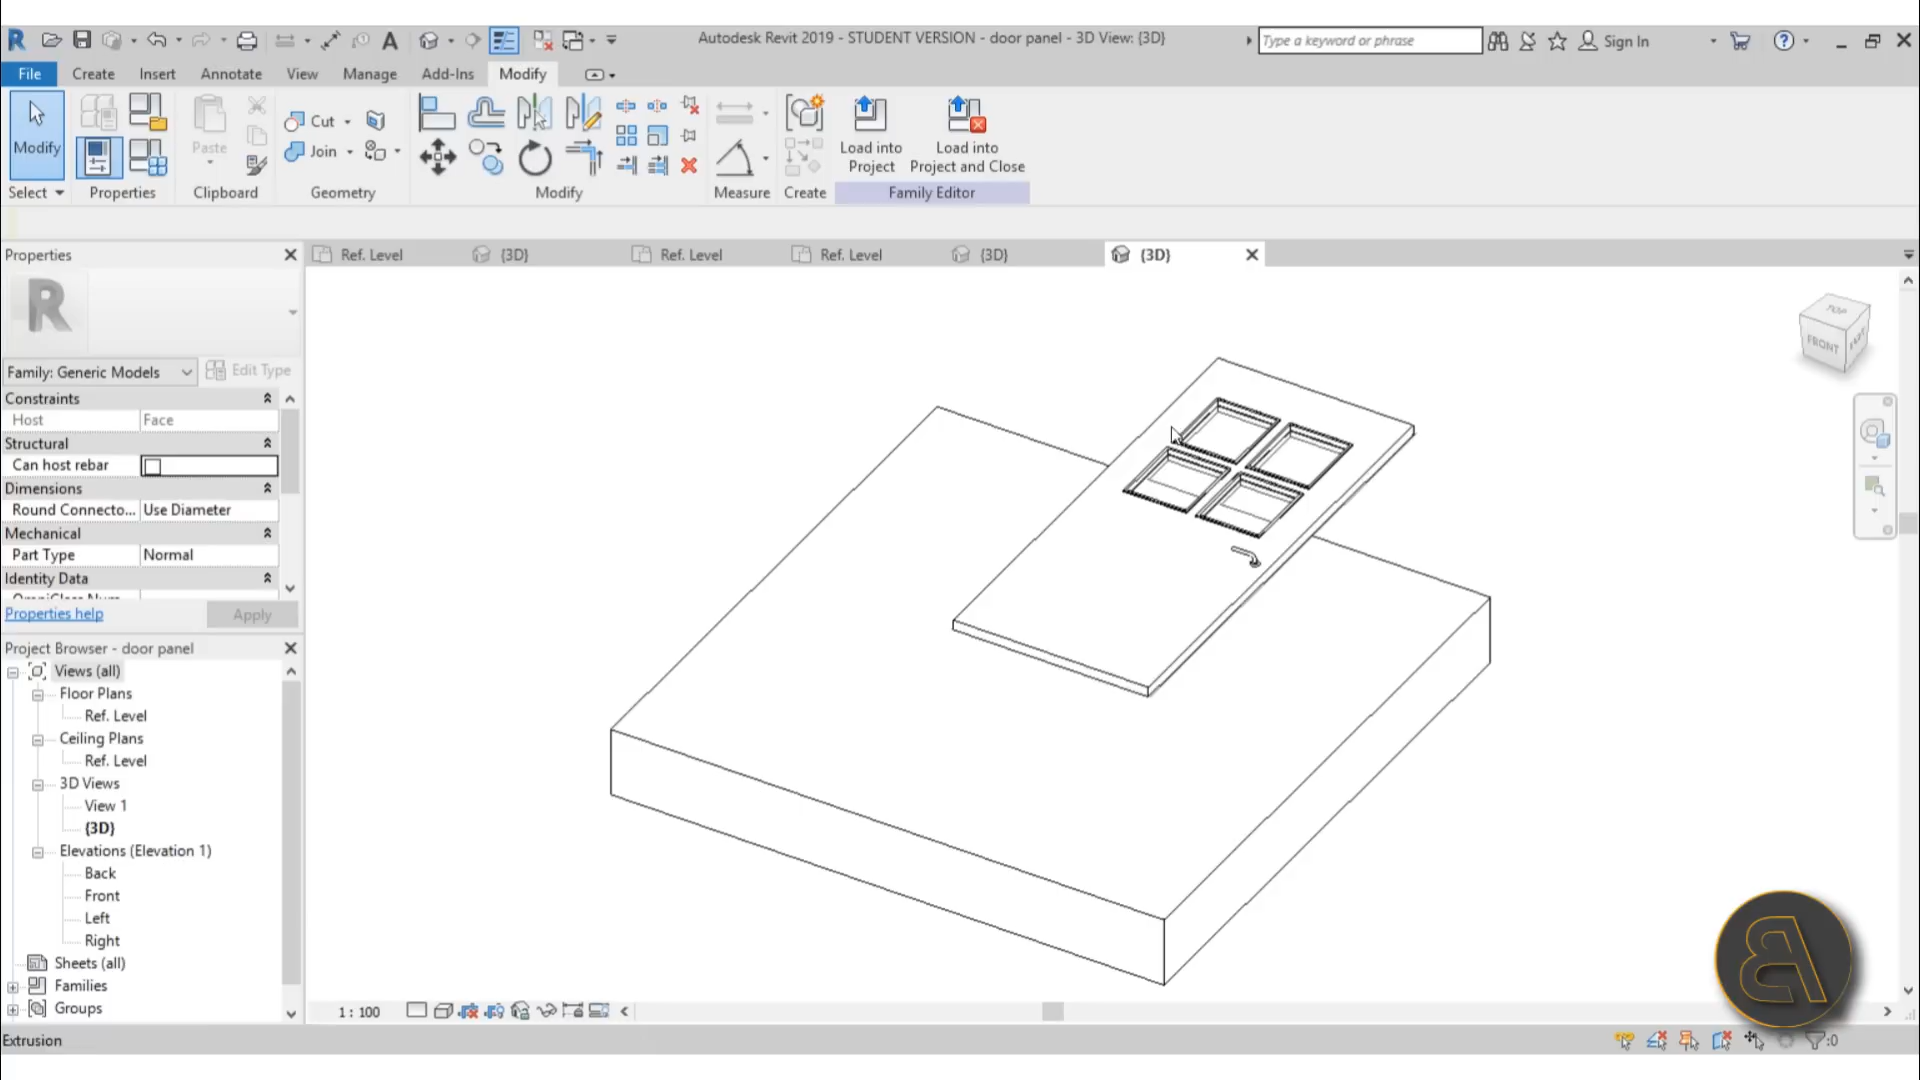 Autodesk Revit 2019 - STUDENT VERSION - door panel - 3D View: {3D}
Type a keyword or phrase
Sign In
File Create Insert Annotate View Manage Add-Ins Modify
Modify
Paste
Cut
Join
Load into Project
Load into Project and Close
Select
Properties
Clipboard
Geometry
Modify
Measure
Create
Family Editor
Properties
Ref. Level
{3D}
Ref. Level
Ref. Level
{3D}
{3D}
Family: Generic Models
Edit Type
Constraints
Host Face
Structural
Can host rebar
Dimensions
Round Connecto... Use Diameter
Mechanical
Part Type Normal
Identity Data
Properties help
Apply
Project Browser - door panel
Views (all)
Floor Plans
Ref. Level
Ceiling Plans
Ref. Level
3D Views
View 1
{3D}
Elevations (Elevation 1)
Back
Front
Left
Right
Sheets (all)
Families
Groups
TOP
FRONT
1 : 100
Extrusion
:0